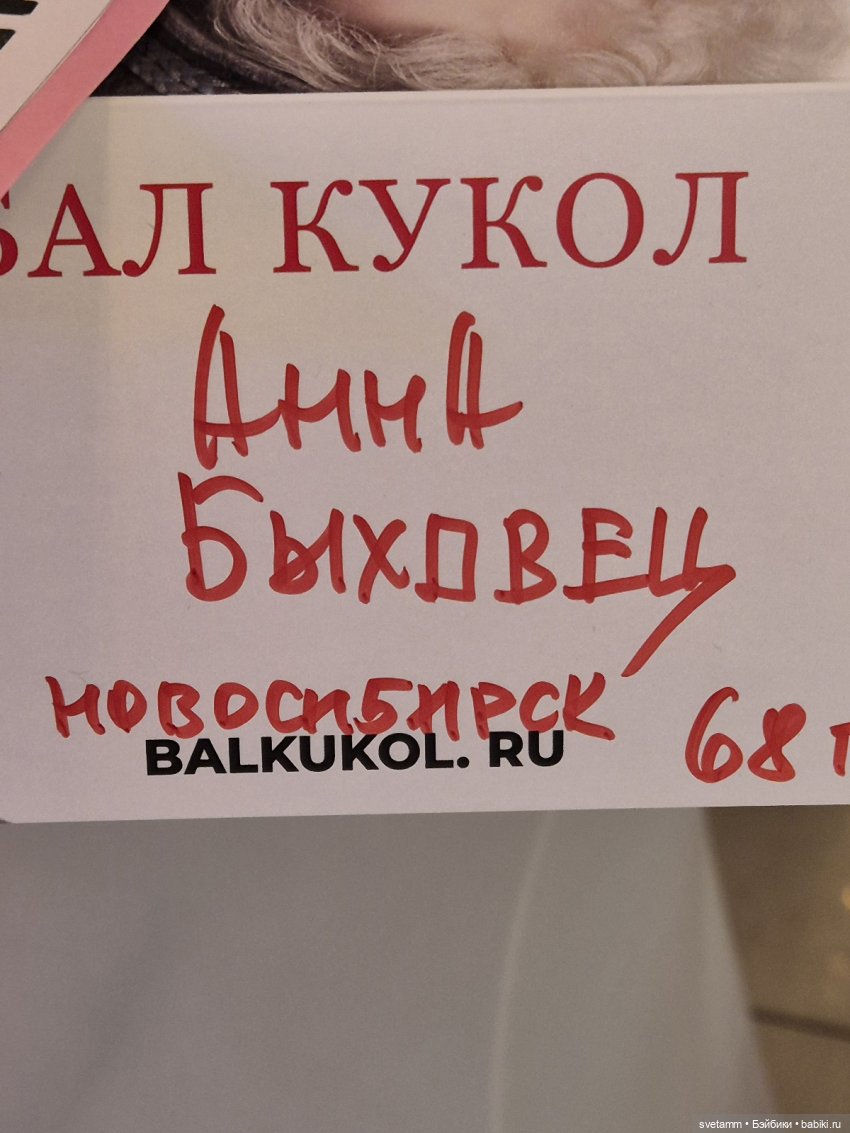 БАЛ КУКОЛ
Анна
Быховец
Новосибирск
68 г
BALKUKOL. RU
svetamm • Бэйбики • babiki.ru